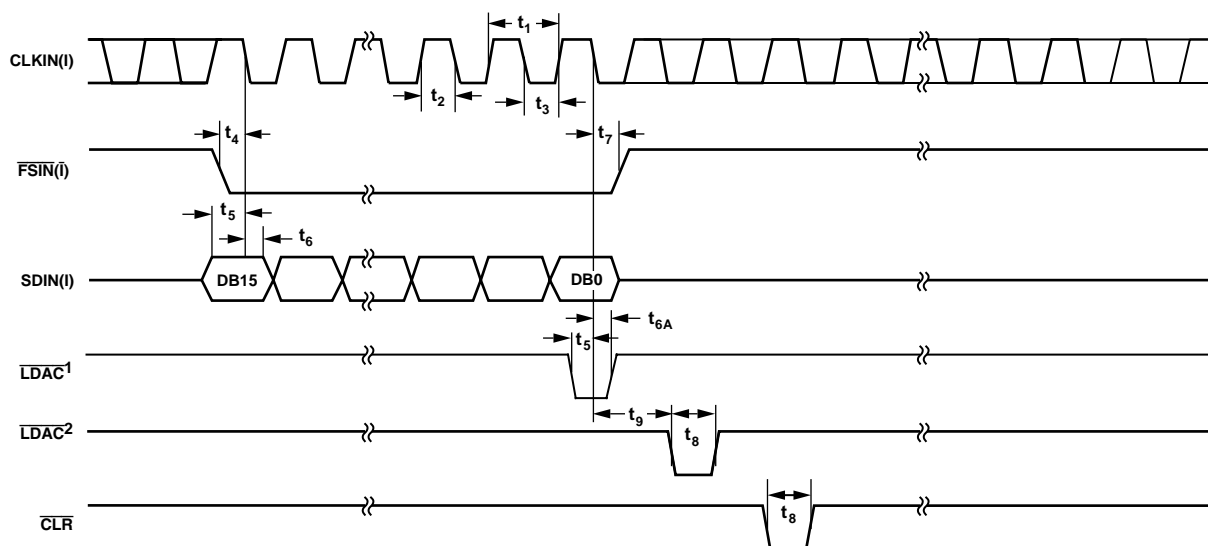 t1
CLKIN(I)
t2
t3
t4
t7
FSIN(I)
t5
t6
SDIN(I)
DB15
DB0
t6A
t5
LDAC1
t9
t8
LDAC2
t8
CLR